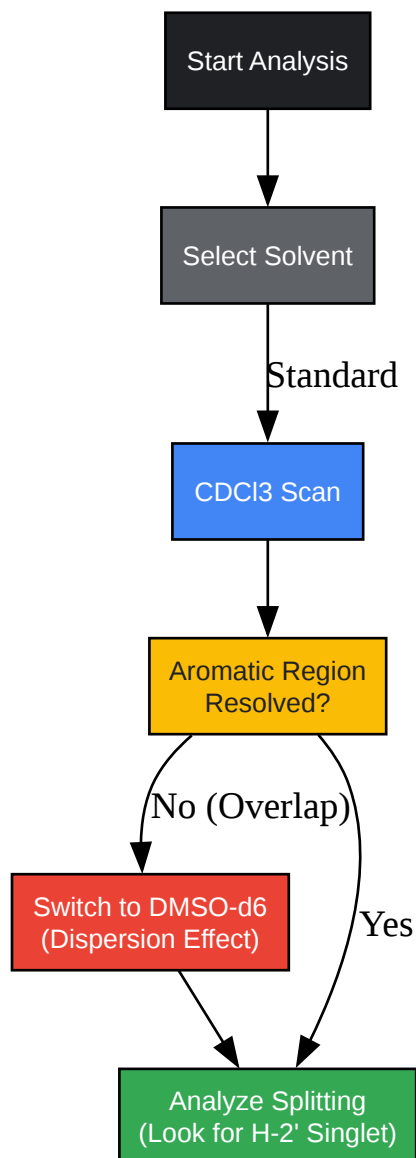 Start Analysis
Select Solvent
Standard
CDCl3 Scan
Aromatic Region
Resolved?
No (Overlap)
Switch to DMSO-d6
(Dispersion Effect)
Yes
Analyze Splitting
(Look for H-2' Singlet)